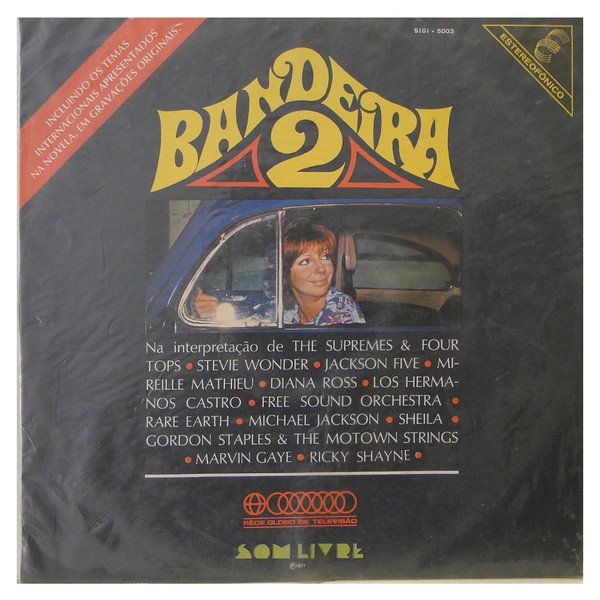 SIGI - 5003
ESTEREOFÔNICO
INCLUINDO OS TEMAS
INTERNACIONAIS APRESENTADOS
NA NOVELA, EM GRAVAÇÕES ORIGINAIS.
BANDEIRA
2
Na interpretação de THE SUPREMES & FOUR
TOPS • STEVIE WONDER • JACKSON FIVE • MI-
REILLE MATHIEU • DIANA ROSS • LOS HERMA-
NOS CASTRO • FREE SOUND ORCHESTRA •
RARE EARTH • MICHAEL JACKSON • SHEILA •
GORDON STAPLES & THE MOTOWN STRINGS
• MARVIN GAYE • RICKY SHAYNE •
RÊDE GLOBO DE TELEVISÃO
SOM LIVRE
℗ 1971